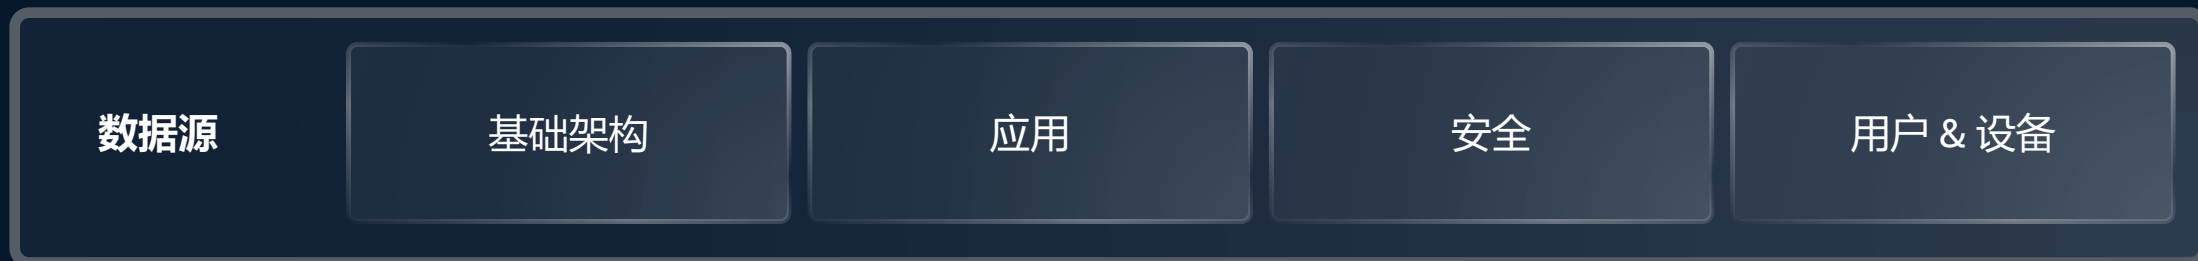 数据源
基础架构
应用
安全
用户 & 设备